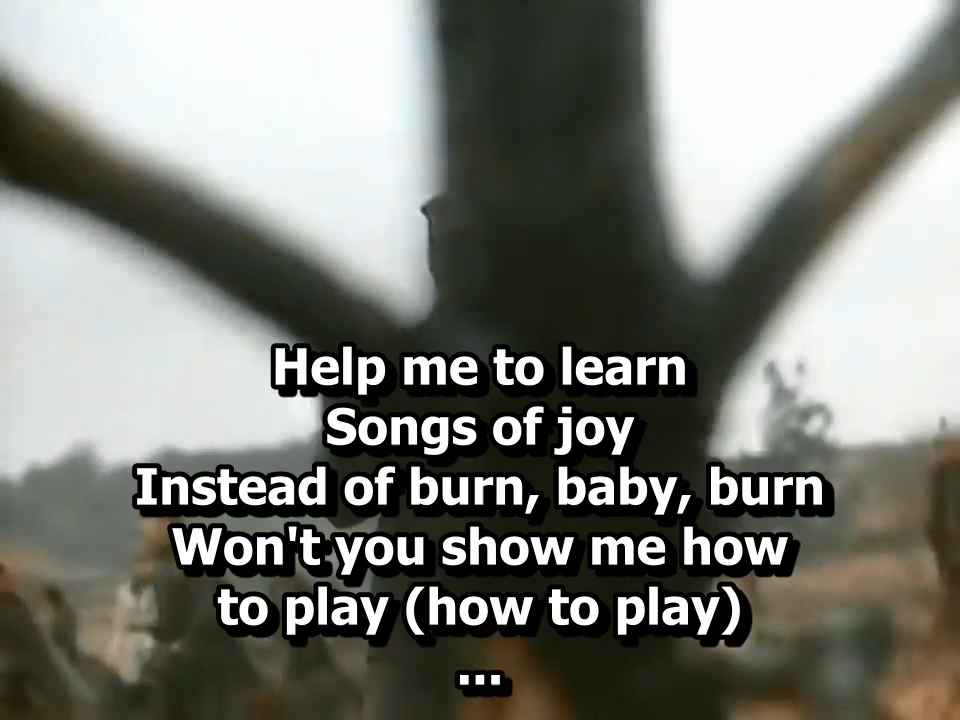 Help me to learn
Songs of joy
Instead of burn, baby, burn
Won't you show me how
to play (how to play)
...